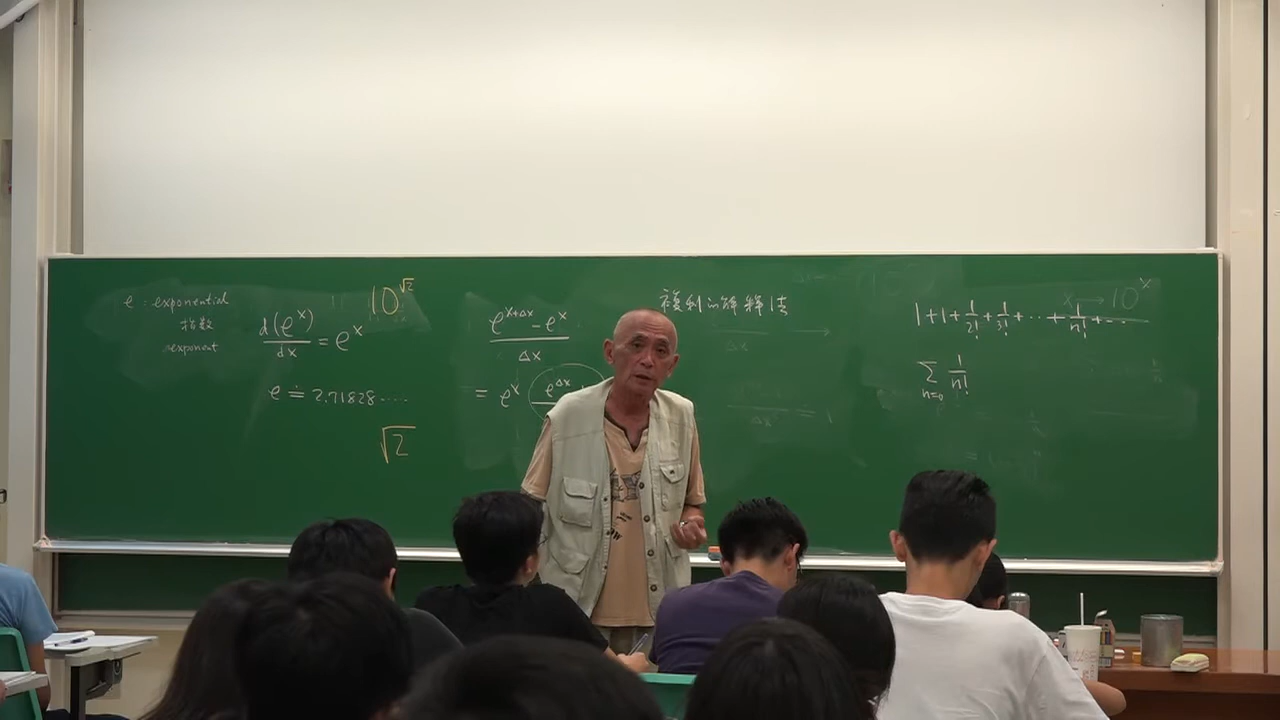 e : exponential
指数
exponent
d(e^x)/dx = e^x
10^√2
e ≐ 2.71828.....
√2
(e^(x+Δx) - e^x)/Δx
= e^x e^Δx
複利的解釋法
1+1+1/2!+1/3!+⋯+1/n!+⋯
x → 10^x
∑ n=0 1/n!